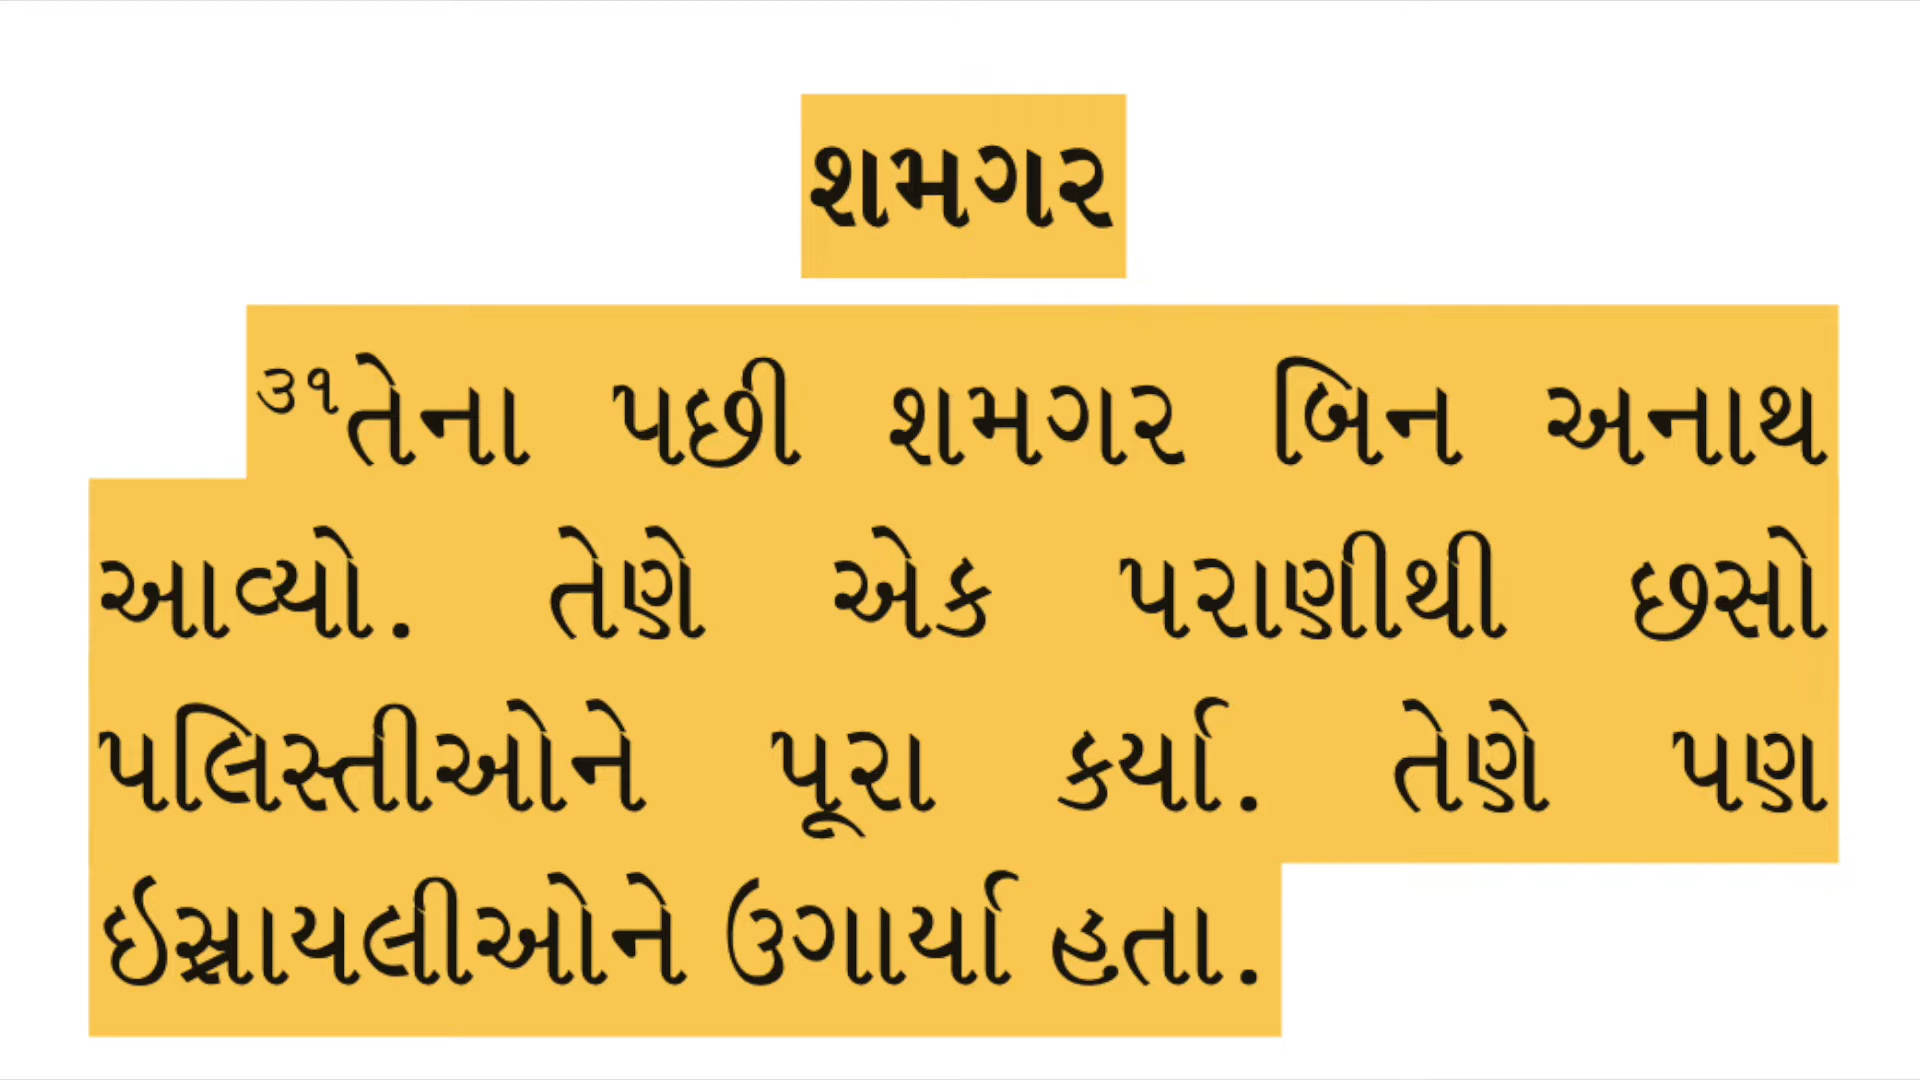 શમગર
૩૧તેના પછી શમગર બિન અનાથ
આવ્યો. તેણે એક પરાણીથી છસો
પલિસ્તીઓને પૂરા કર્યા. તેણે પણ
ઈસ્રાયલીઓને ઉગાર્યા હતા.